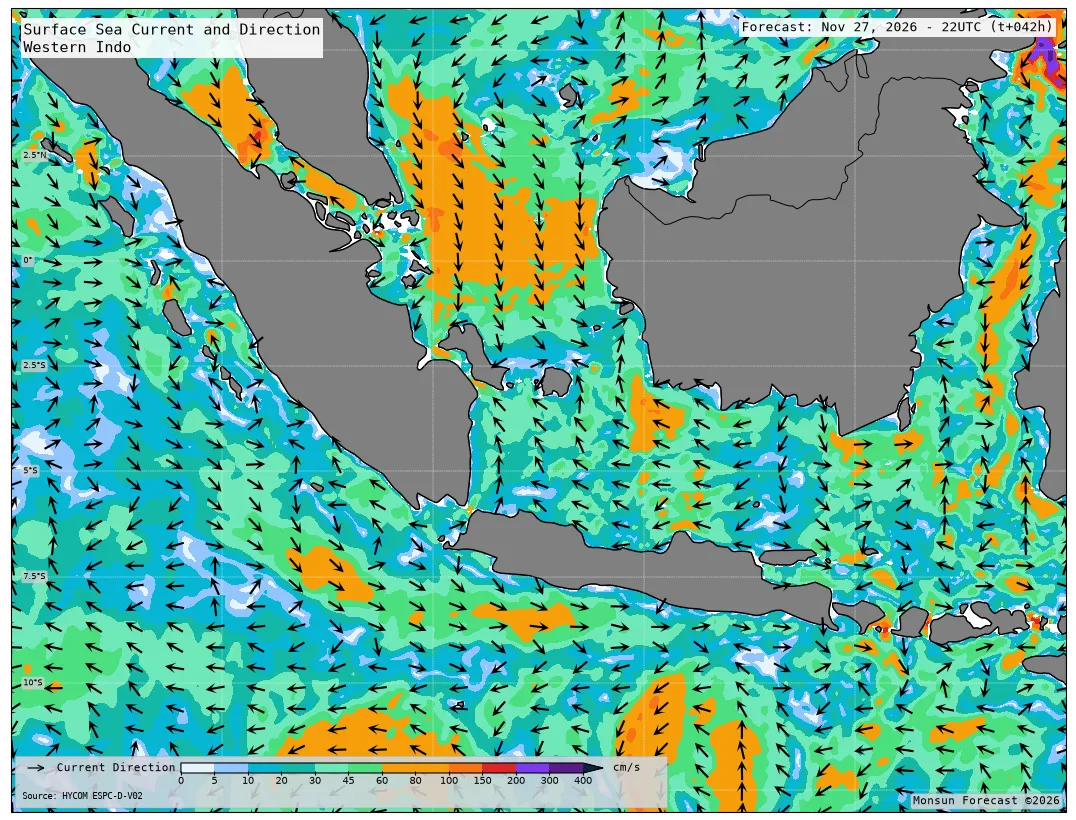 Surface Sea Current and Direction
Western Indo
Forecast: Nov 27, 2026 - 22UTC (t+042h)
2.5°N
0°
2.5°S
5°S
7.5°S
10°S
Current Direction
0 5 10 20 30 45 60 80 100 150 200 300 400 cm/s
Source: HYCOM ESPC-D-V02
Monsun Forecast ©2026